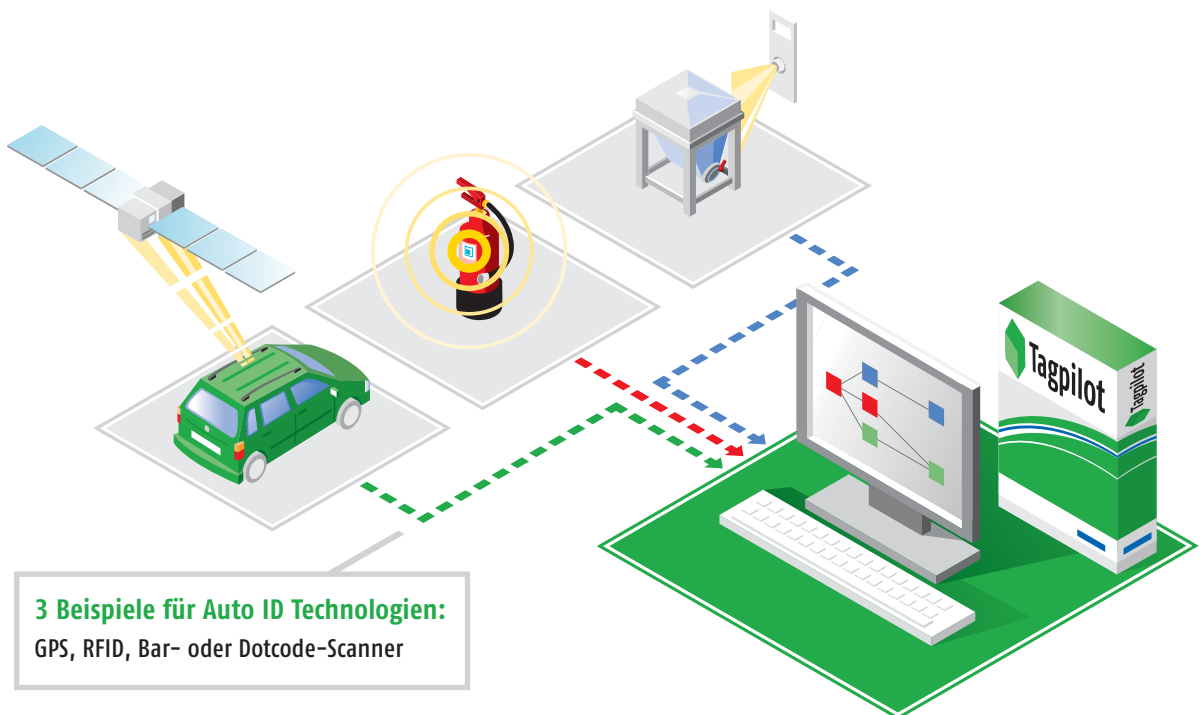 Tagpilot
Tagpilot
3 Beispiele für Auto ID Technologien:
GPS, RFID, Bar- oder Dotcode-Scanner